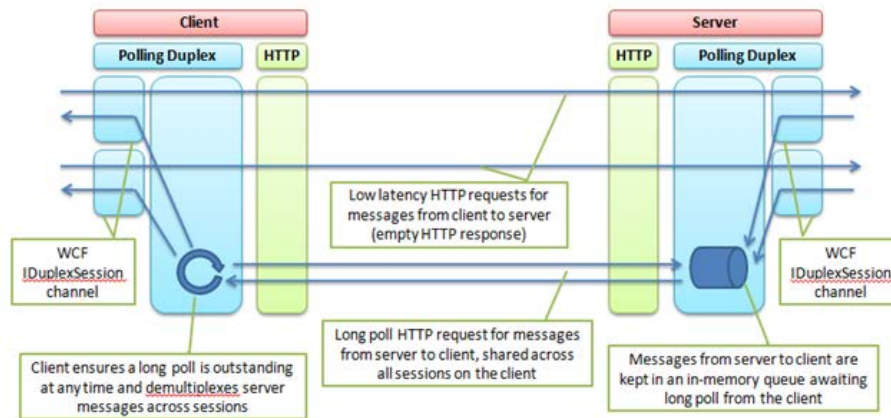 Client
Server
Polling Duplex
HTTP
HTTP
Polling Duplex
Low latency HTTP requests for
messages from client to server
(empty HTTP response)
WCF
IDuplexSession
channel
WCF
IDuplexSession
channel
Client ensures a long poll is outstanding
at any time and demultiplexes server
messages across sessions
Long poll HTTP request for messages
from server to client, shared across
all sessions on the client
Messages from server to client are
kept in an in-memory queue awaiting
long poll from the client